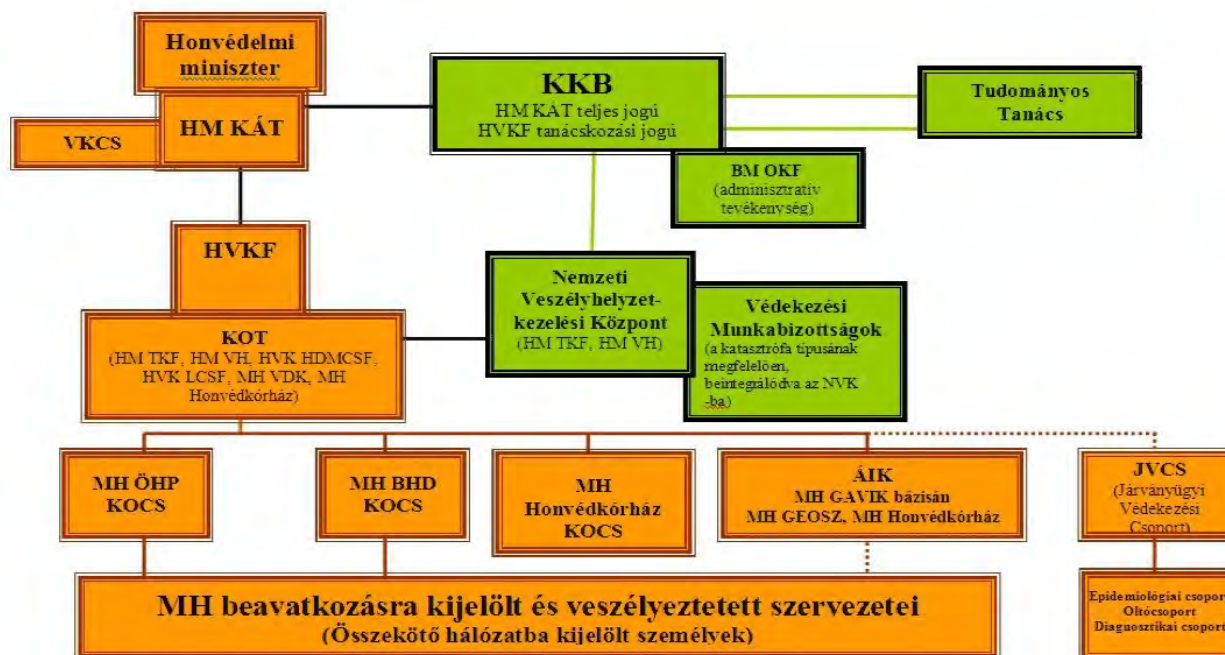 Honvédelmi
miniszter
HM KÁT
VKCS
KKB
HM KÁT teljes jogú
HVKF tanácskozási jogú
Tudományos
Tanács
BM OKF
(adminisztratív
tevékenység)
HVKF
Nemzeti
Veszélyhelyzet-
kezelési Központ
(HM TKF, HM VH)
Védekezési
Munkabizottságok
(a katasztrófa típusának
megfelelően,
beintegrálódva az NVK
-ba)
KOT
(HM TKF, HM VH, HVK HDMCSF,
HVK LCSF, MH VDK, MH
Honvédkórház)
MH ÖHP
KOCS
MH BHD
KOCS
MH
Honvédkórház
KOCS
ÁIK
MH GAVIK bázisán
MH GEOSZ, MH Honvédkórház
JVCS
(Járványügyi
Védekezési
Csoport)
MH beavatkozásra kijelölt és veszélyeztetett szervezetei
(Összekötő hálózatba kijelölt személyek)
Epidemiológiai csoport
Oltócsoport
Diagnosztikai csoport